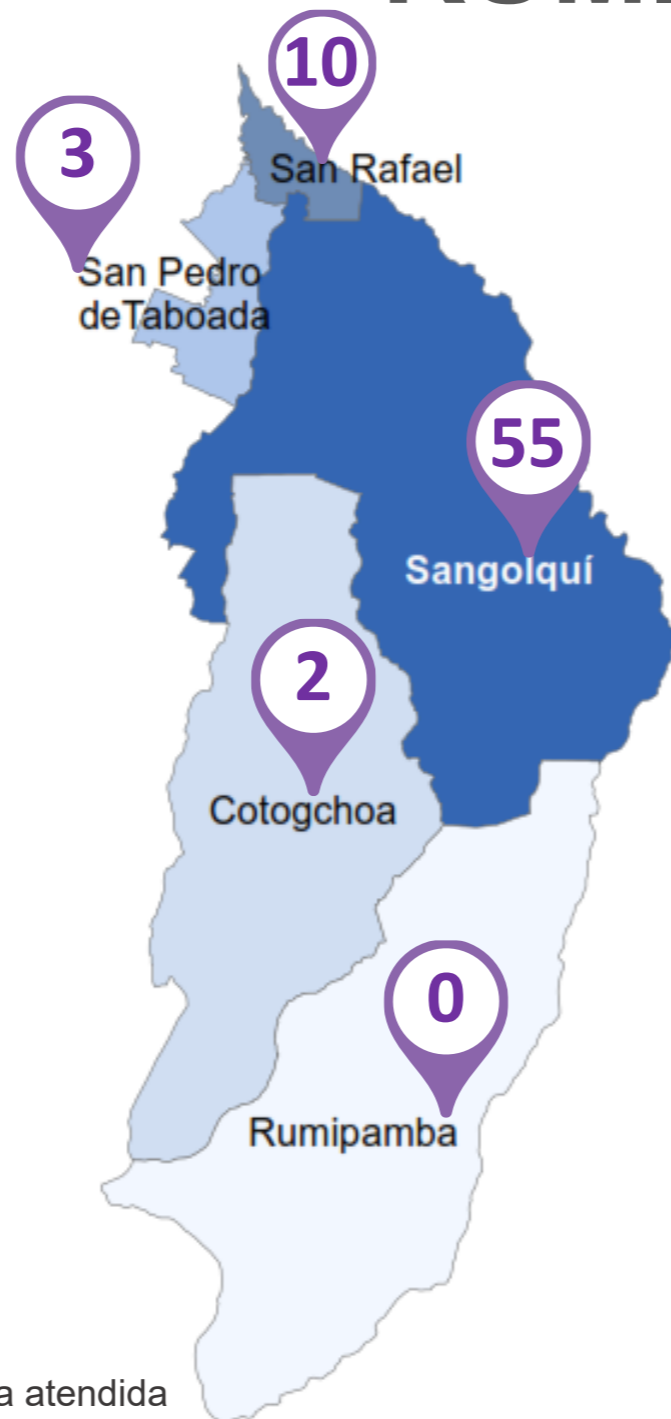 10
San Rafael
3
San Pedro
deTaboada
55
Sangolquí
2
Cotogchoa
0
Rumipamba
a atendida